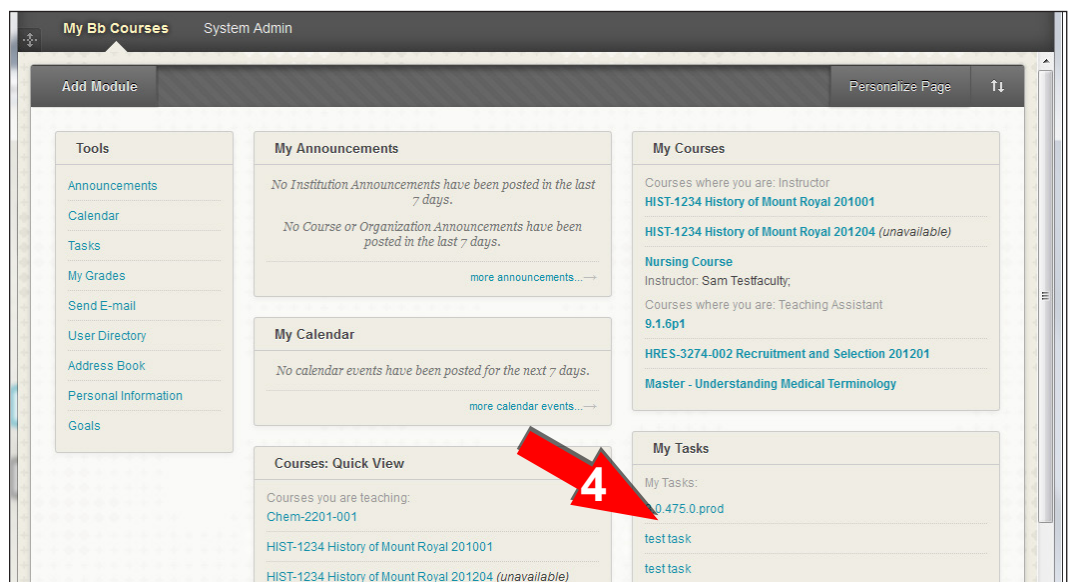 My Bb Courses System Admin
Add Module
Personalize Page
Tools
Announcements
Calendar
Tasks
My Grades
Send E-mail
User Directory
Address Book
Personal Information
Goals
My Announcements
No Institution Announcements have been posted in the last
7 days.
No Course or Organization Announcements have been
posted in the last 7 days.
more announcements...→
My Calendar
No calendar events have been posted for the next 7 days.
more calendar events...→
Courses: Quick View
Courses you are teaching:
Chem-2201-001
HIST-1234 History of Mount Royal 201001
HIST-1234 History of Mount Royal 201204 (unavailable)
My Courses
Courses where you are: Instructor
HIST-1234 History of Mount Royal 201001
HIST-1234 History of Mount Royal 201204 (unavailable)
Nursing Course
Instructor: Sam Testfaculty;
Courses where you are: Teaching Assistant
9.1.6p1
HRES-3274-002 Recruitment and Selection 201201
Master - Understanding Medical Terminology
4
My Tasks
My Tasks:
.0.475.0.prod
test task
test task